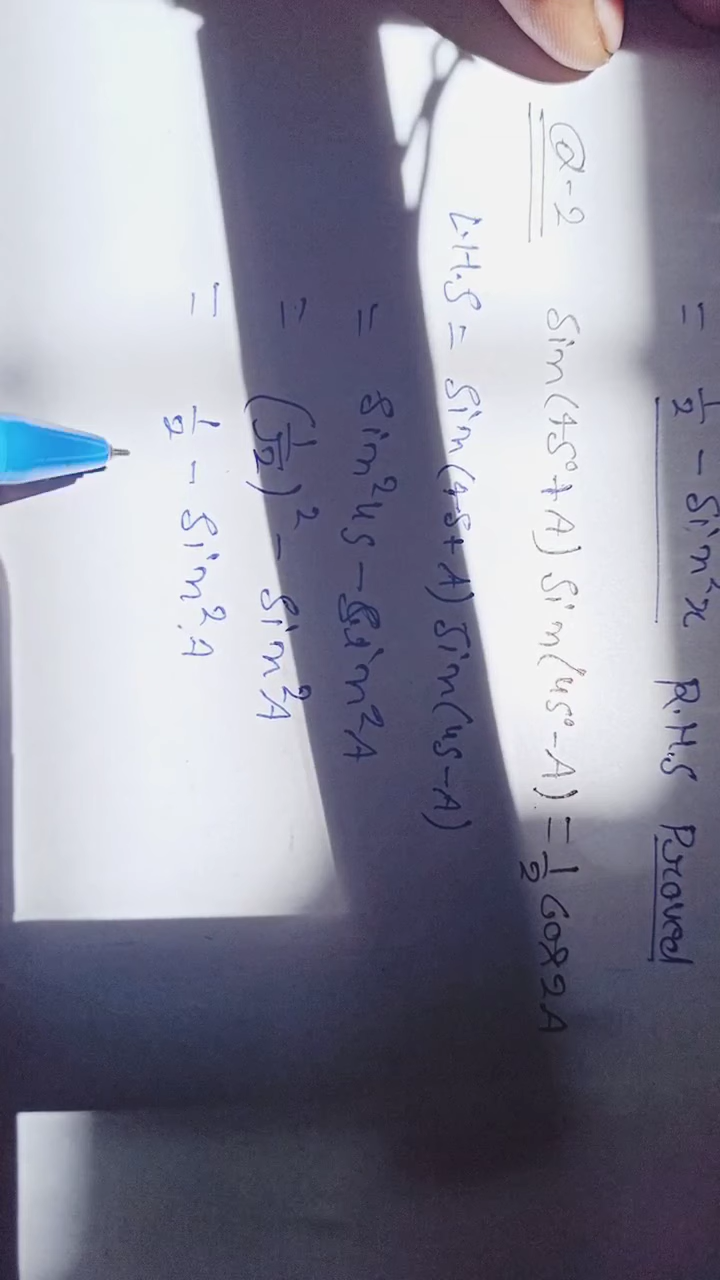 = 1/2 - Sin²x R.H.S Proved
Q-2 Sin(45°+A) Sin(45°-A) = 1/2 Cos2A
L.H.S = Sin(45+A) Sin(45-A)
= Sin²45 - Sin²A
= (1/√2)² - Sin²A
= 1/2 - Sin²A